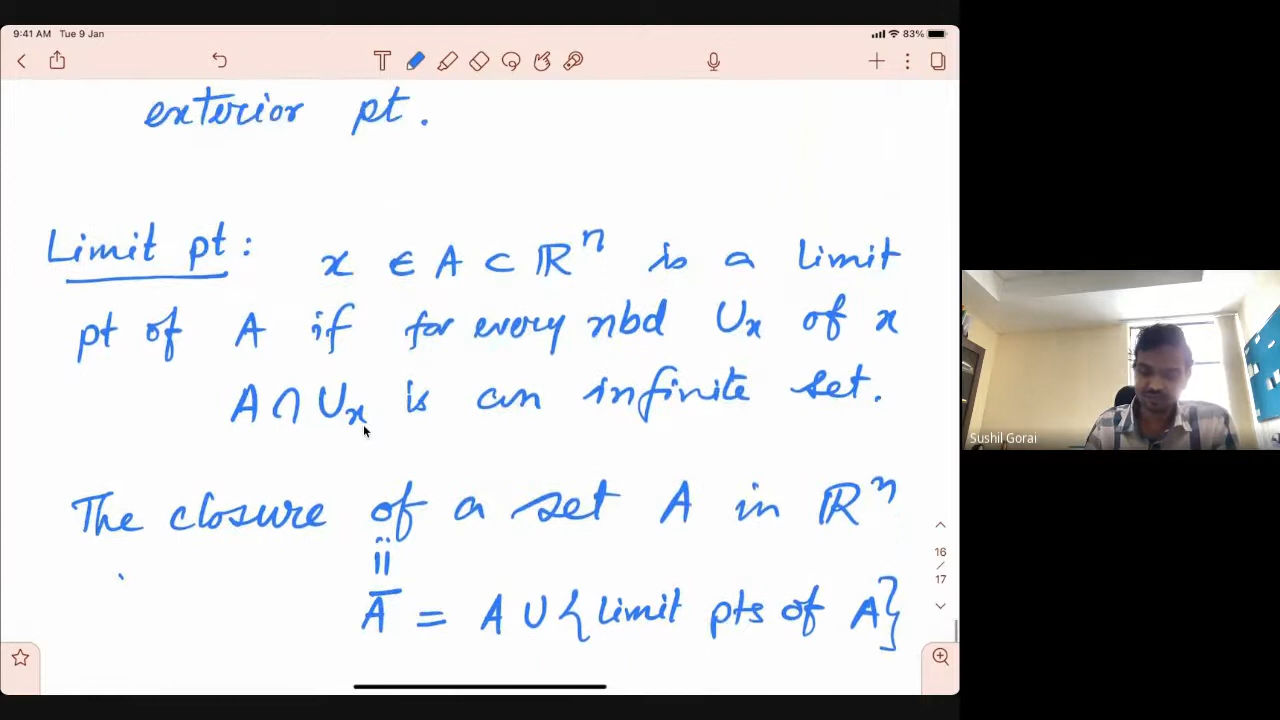 9:41 AM Tue 9 Jan
83%
exterior pt.
Limit pt: x ∈ A ⊂ ℝⁿ is a limit
pt of A if for every nbd Uₓ of x
A ∩ Uₓ is an infinite set.
The closure of a set A in ℝⁿ
Ā = A ∪ {limit pts of A}
16
/
17
Sushil Gorai